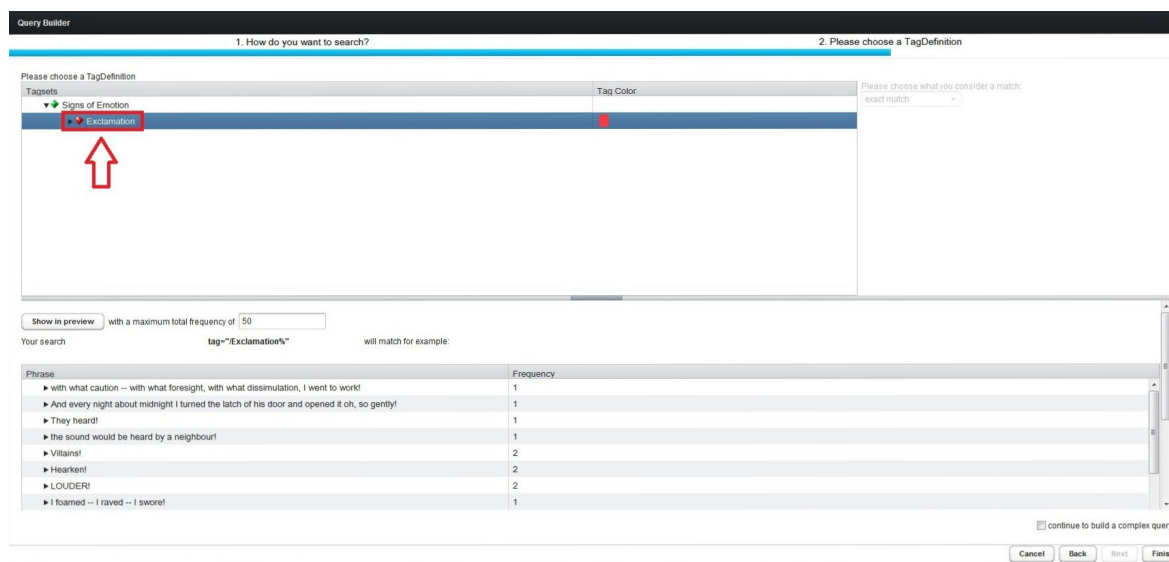 Query Builder
1. How do you want to search? 2. Please choose a TagDefinition
Please choose a TagDefinition
Tagsets Tag Color
Please choose what you consider a match:
Signs of Emotion
exact match
Exclamation
Show in preview with a maximum total frequency of 50
Your search tag="/Exclamation%" will match for example:
Phrase Frequency
with what caution -- with what foresight, with what dissimulation, I went to work! 1
And every night about midnight I turned the latch of his door and opened it oh, so gently! 1
They heard! 1
the sound would be heard by a neighbour! 1
Villains! 2
Hearken! 2
LOUDER! 2
I foamed -- I raved -- I swore! 1
continue to build a complex quer
Cancel Back Next Finis